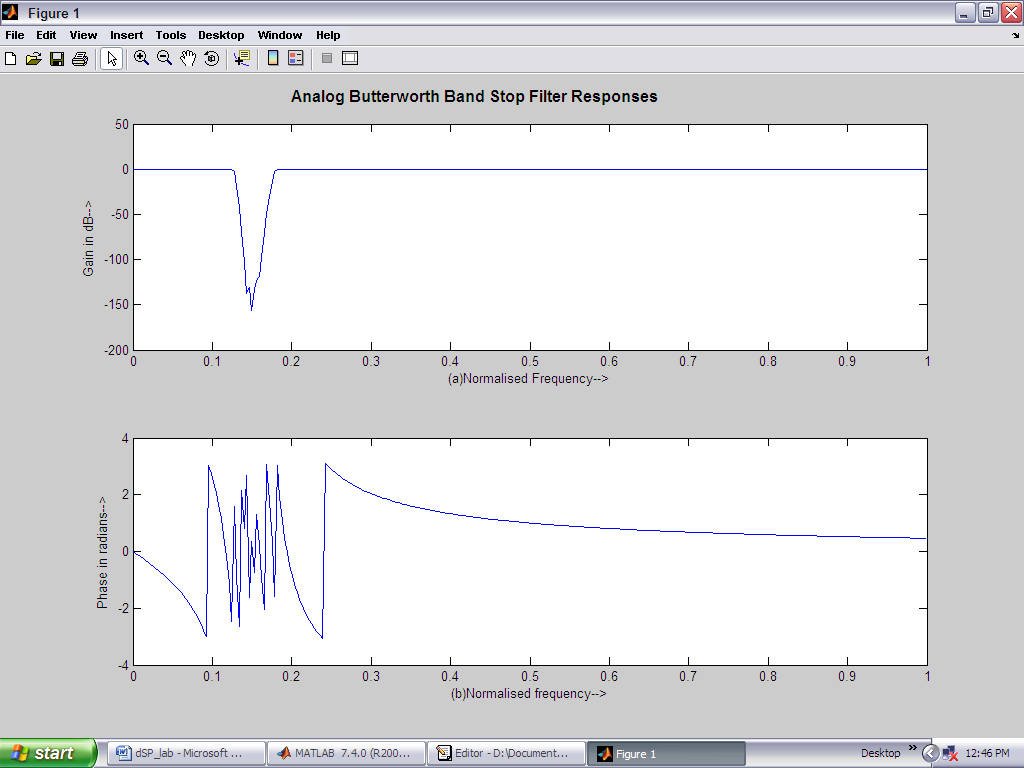 Figure 1
File Edit View Insert Tools Desktop Window Help
Analog Butterworth Band Stop Filter Responses
50
0
-50
-100
-150
-200
Gain in dB-->
0 0.1 0.2 0.3 0.4 0.5 0.6 0.7 0.8 0.9 1
(a)Normalised Frequency-->
4
2
0
-2
-4
Phase in radians-->
0 0.1 0.2 0.3 0.4 0.5 0.6 0.7 0.8 0.9 1
(b)Normalised frequency-->
start dSP_lab - Microsoft ... MATLAB 7.4.0 (R200... Editor - D:\Document... Figure 1 Desktop » 12:46 PM